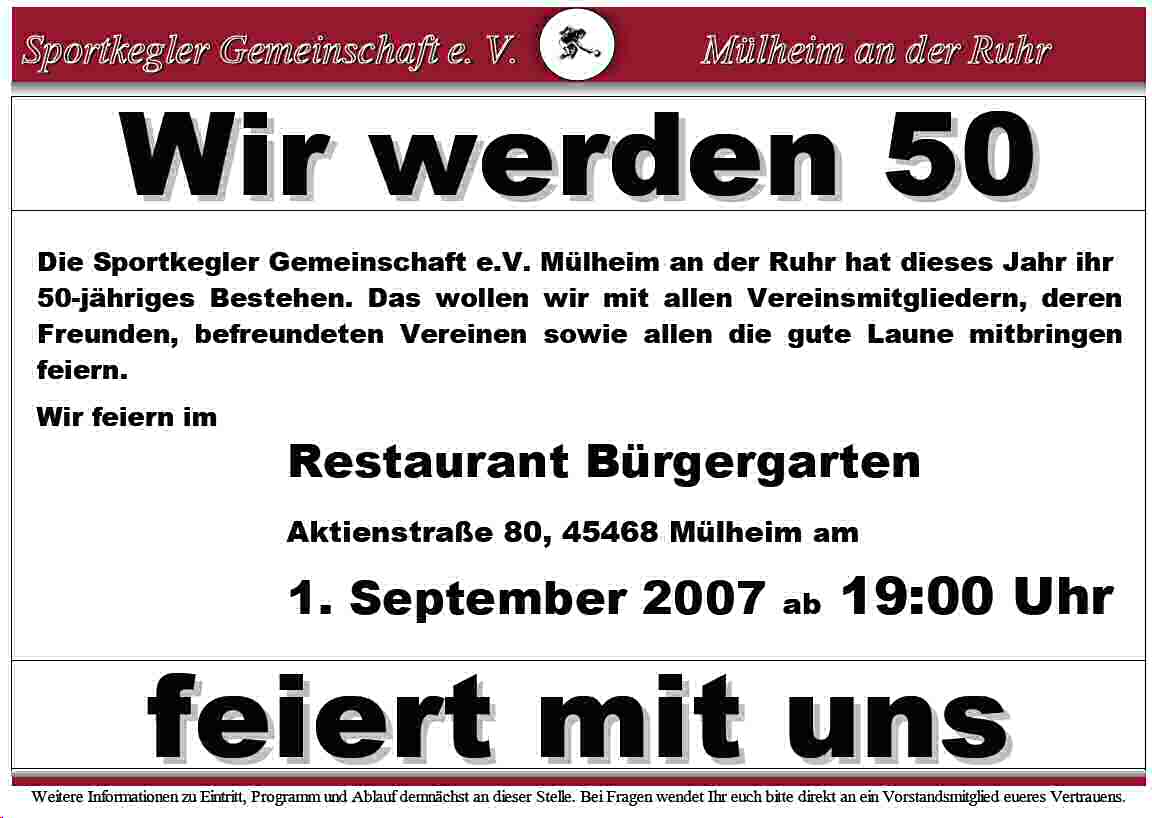 Sportkegler Gemeinschaft e. V. Mülheim an der Ruhr
Wir werden 50
Die Sportkegler Gemeinschaft e.V. Mülheim an der Ruhr hat dieses Jahr ihr
50-jähriges Bestehen. Das wollen wir mit allen Vereinsmitgliedern, deren
Freunden, befreundeten Vereinen sowie allen die gute Laune mitbringen
feiern.
Wir feiern im
Restaurant Bürgergarten
Aktienstraße 80, 45468 Mülheim am
1. September 2007 ab 19:00 Uhr
feiert mit uns
Weitere Informationen zu Eintritt, Programm und Ablauf demnächst an dieser Stelle. Bei Fragen wendet Ihr euch bitte direkt an ein Vorstandsmitglied eueres Vertrauens.